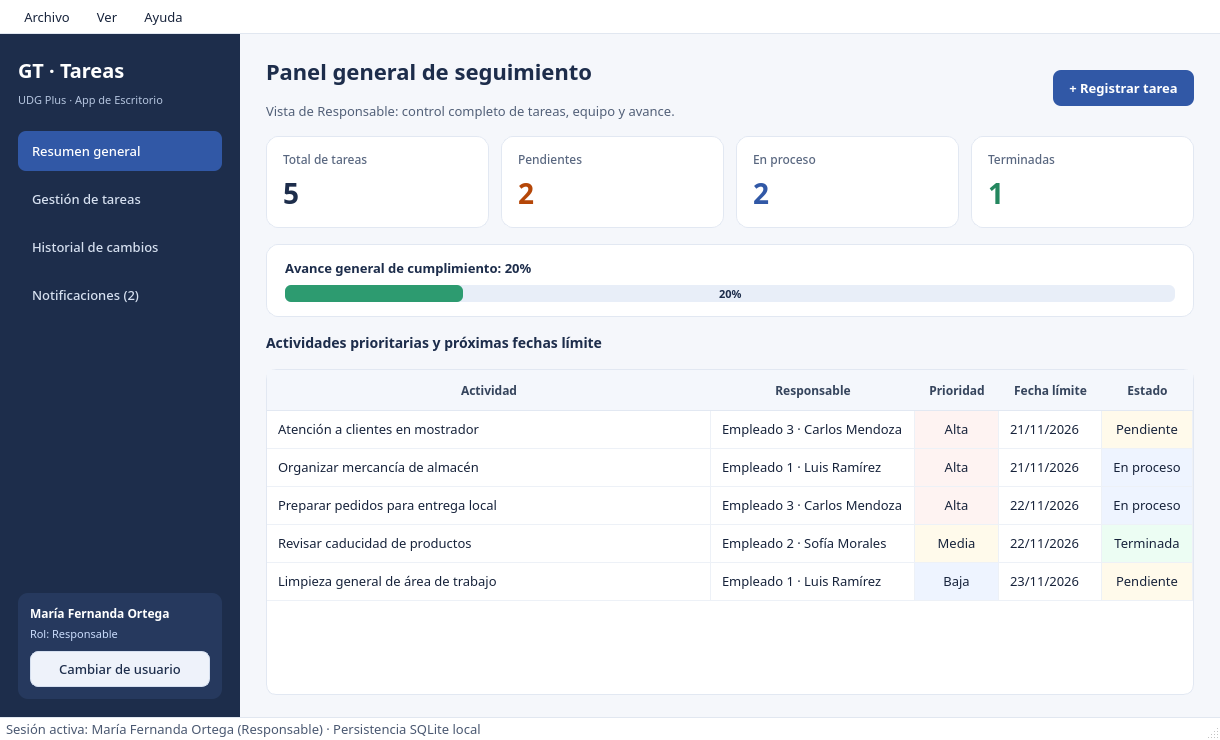 Archivo Ver Ayuda
GT · Tareas
UDG Plus · App de Escritorio
Resumen general
Gestión de tareas
Historial de cambios
Notificaciones (2)
María Fernanda Ortega
Rol: Responsable
Cambiar de usuario
Panel general de seguimiento
Vista de Responsable: control completo de tareas, equipo y avance.
+ Registrar tarea
Total de tareas
5
Pendientes
2
En proceso
2
Terminadas
1
Avance general de cumplimiento: 20%
20%
Actividades prioritarias y próximas fechas límite
Actividad Responsable Prioridad Fecha límite Estado
Atención a clientes en mostrador Empleado 3 · Carlos Mendoza Alta 21/11/2026 Pendiente
Organizar mercancía de almacén Empleado 1 · Luis Ramírez Alta 21/11/2026 En proceso
Preparar pedidos para entrega local Empleado 3 · Carlos Mendoza Alta 22/11/2026 En proceso
Revisar caducidad de productos Empleado 2 · Sofía Morales Media 22/11/2026 Terminada
Limpieza general de área de trabajo Empleado 1 · Luis Ramírez Baja 23/11/2026 Pendiente
Sesión activa: María Fernanda Ortega (Responsable) · Persistencia SQLite local